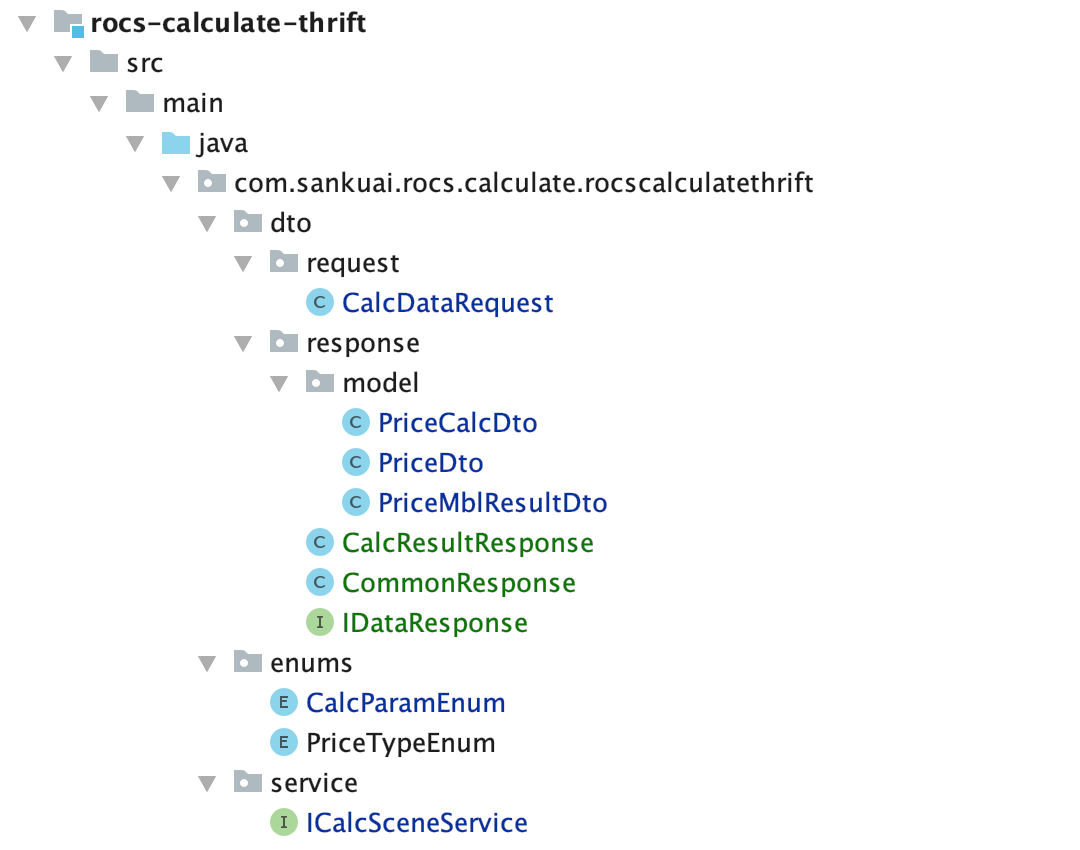 rocs-calculate-thrift
src
main
java
com.sankuai.rocs.calculate.rocscalculatethrift
dto
request
C CalcDataRequest
response
model
C PriceCalcDto
C PriceDto
C PriceMblResultDto
C CalcResultResponse
C CommonResponse
I IDataResponse
enums
E CalcParamEnum
E PriceTypeEnum
service
I ICalcSceneService